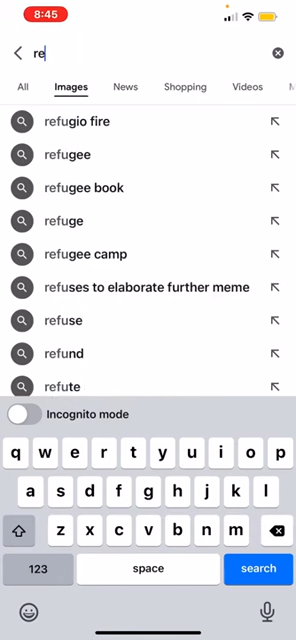 8:45
re
All Images News Shopping Videos M
refugio fire
refugee
refugee book
refuge
refugee camp
refuses to elaborate further meme
refuse
refund
refute
Incognito mode
q w e r t y u i o p
a s d f g h j k l
z x c v b n m
123 space search